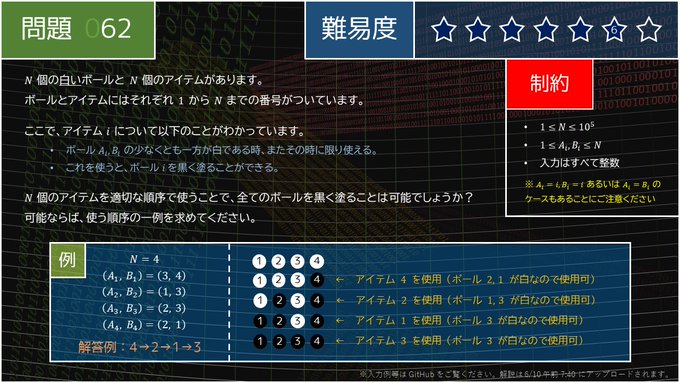 問題 062
難易度
6
N 個の白いボールと N 個のアイテムがあります。
ボールとアイテムにはそれぞれ 1 から N までの番号がついています。
ここで、アイテム i について以下のことがわかっています。
• ボール Aᵢ, Bᵢ の少なくとも一方が白である時、またその時に限り使える。
• これを使うと、ボール i を黒く塗ることができる。
N 個のアイテムを適切な順序で使うことで、全てのボールを黒く塗ることは可能でしょうか？
可能ならば、使う順序の一例を求めてください。
制約
• 1 ≤ N ≤ 10⁵
• 1 ≤ Aᵢ, Bᵢ ≤ N
• 入力はすべて整数
※ Aᵢ = i, Bᵢ = i あるいは Aᵢ = Bᵢ の
ケースもあることにご注意ください
例
N = 4
(A₁, B₁) = (3, 4)
(A₂, B₂) = (1, 3)
(A₃, B₃) = (2, 3)
(A₄, B₄) = (2, 1)
解答例：4→2→1→3
1 2 3 4
1 2 3 4 ← アイテム 4 を使用（ボール 2, 1 が白なので使用可）
1 2 3 4 ← アイテム 2 を使用（ボール 1, 3 が白なので使用可）
1 2 3 4 ← アイテム 1 を使用（ボール 3 が白なので使用可）
1 2 3 4 ← アイテム 3 を使用（ボール 3 が白なので使用可）
※入力例等は GitHub をご覧ください。解説は 6/10 午前 7:40 にアップロードされます。